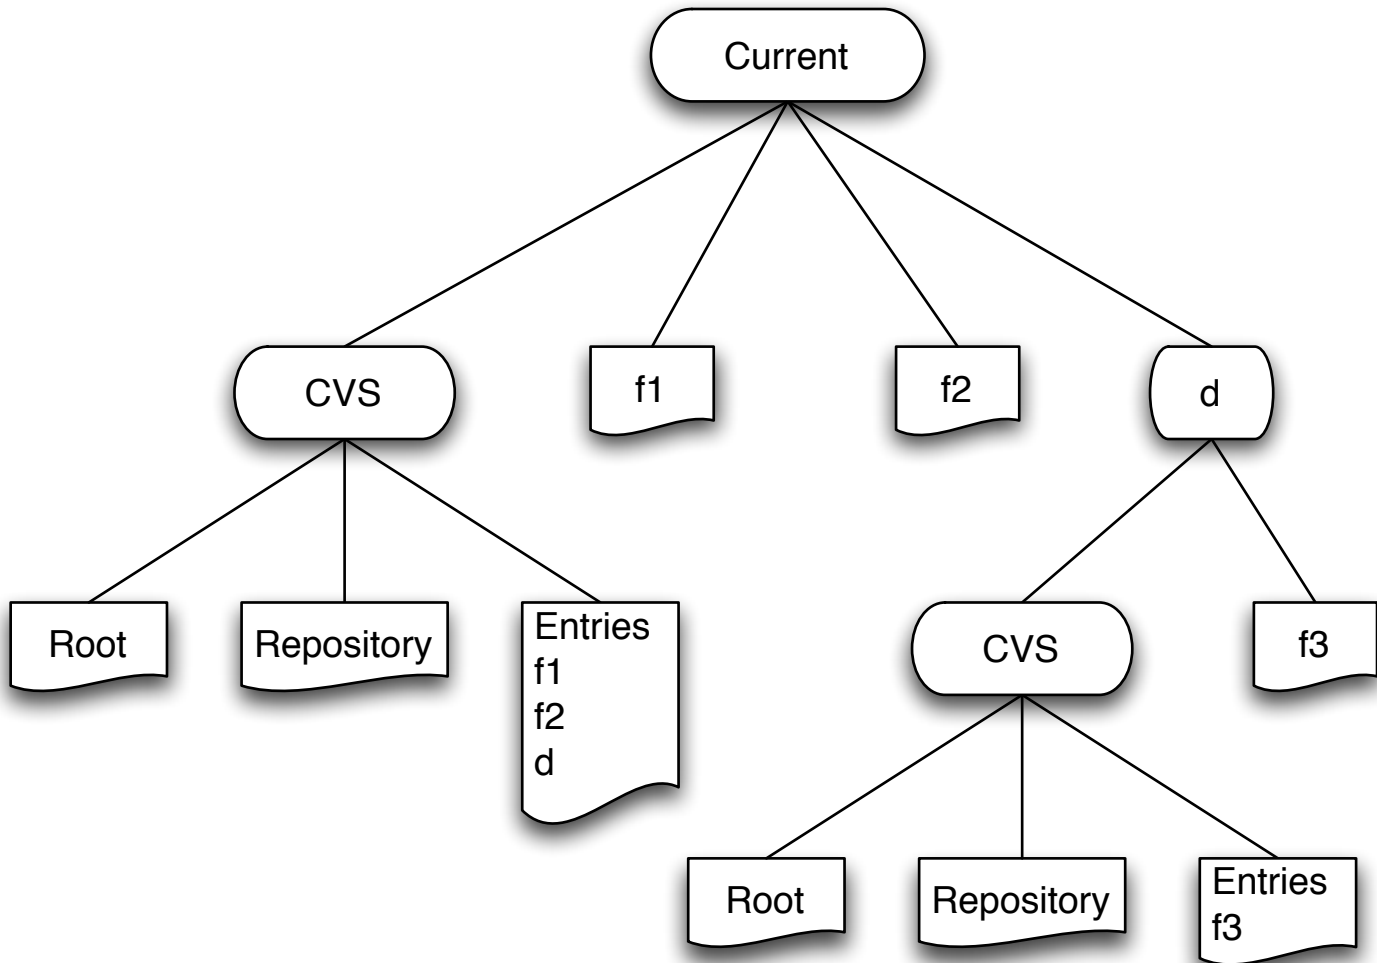 Current
CVS
f1
f2
d
Root
Repository
Entries
f1
f2
d
CVS
f3
Root
Repository
Entries
f3